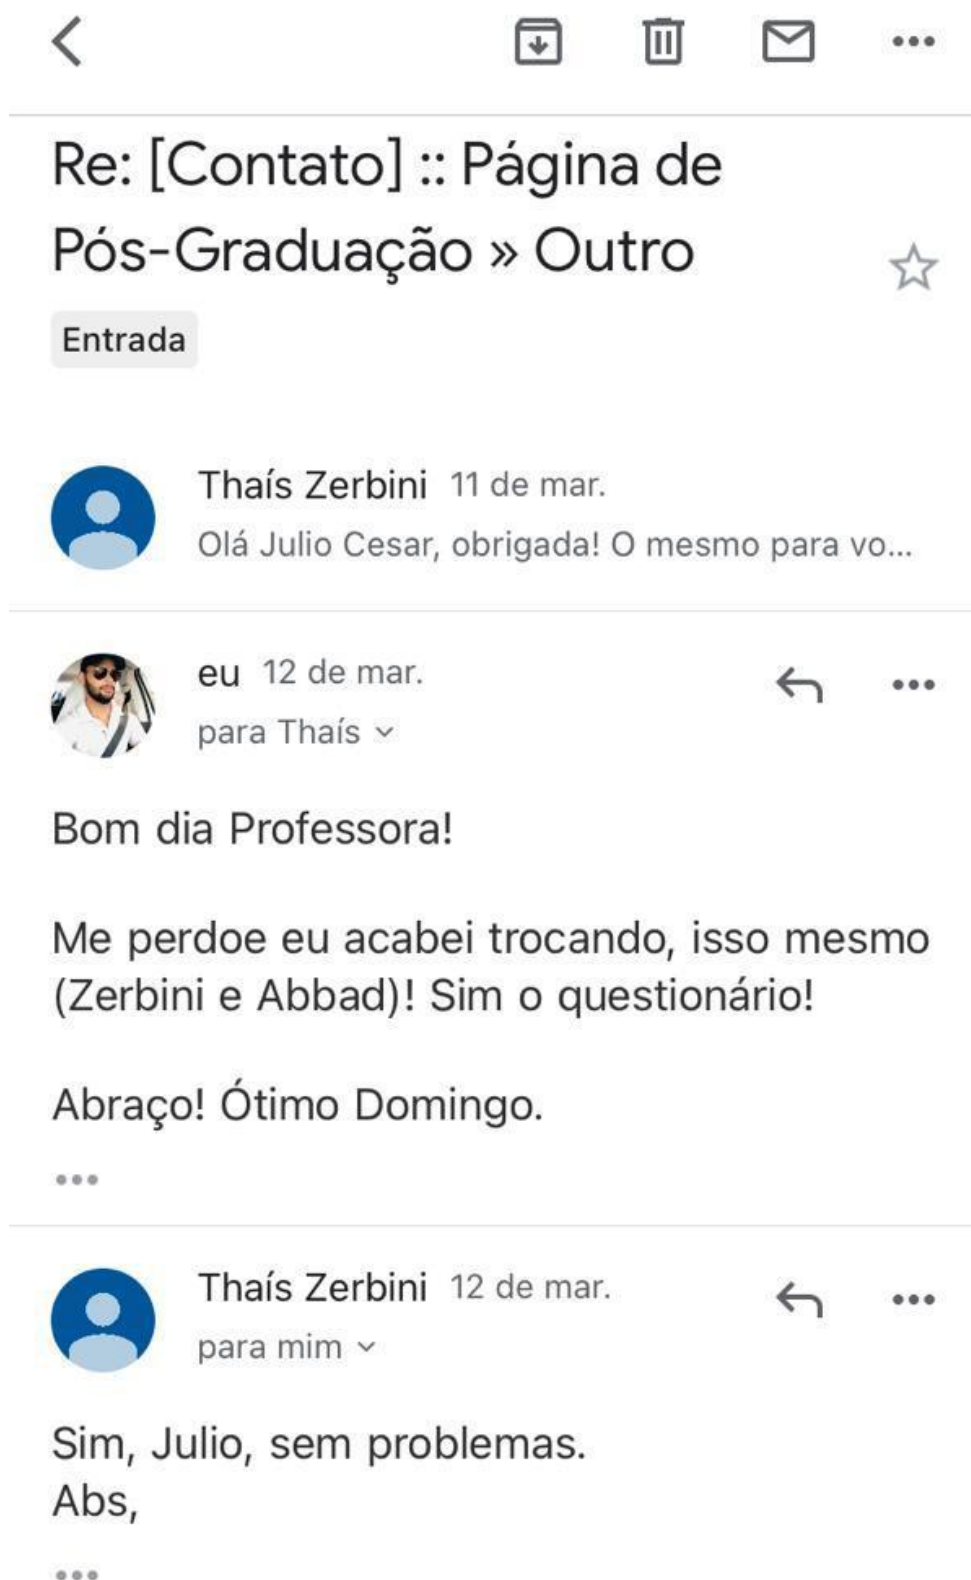 Re: [Contato] :: Página de
Pós-Graduação » Outro
Entrada
Thaís Zerbini 11 de mar.
Olá Julio Cesar, obrigada! O mesmo para vo...
eu 12 de mar.
para Thaís
Bom dia Professora!
Me perdoe eu acabei trocando, isso mesmo
(Zerbini e Abbad)! Sim o questionário!
Abraço! Ótimo Domingo.
Thaís Zerbini 12 de mar.
para mim
Sim, Julio, sem problemas.
Abs,